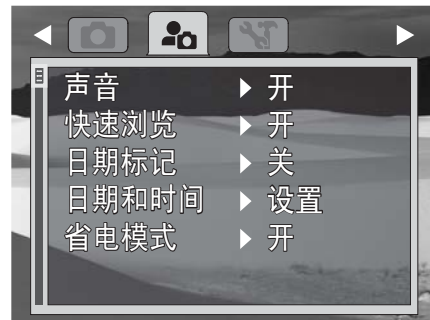 声音 开
快速浏览 开
日期标记 关
日期和时间 设置
省电模式 开